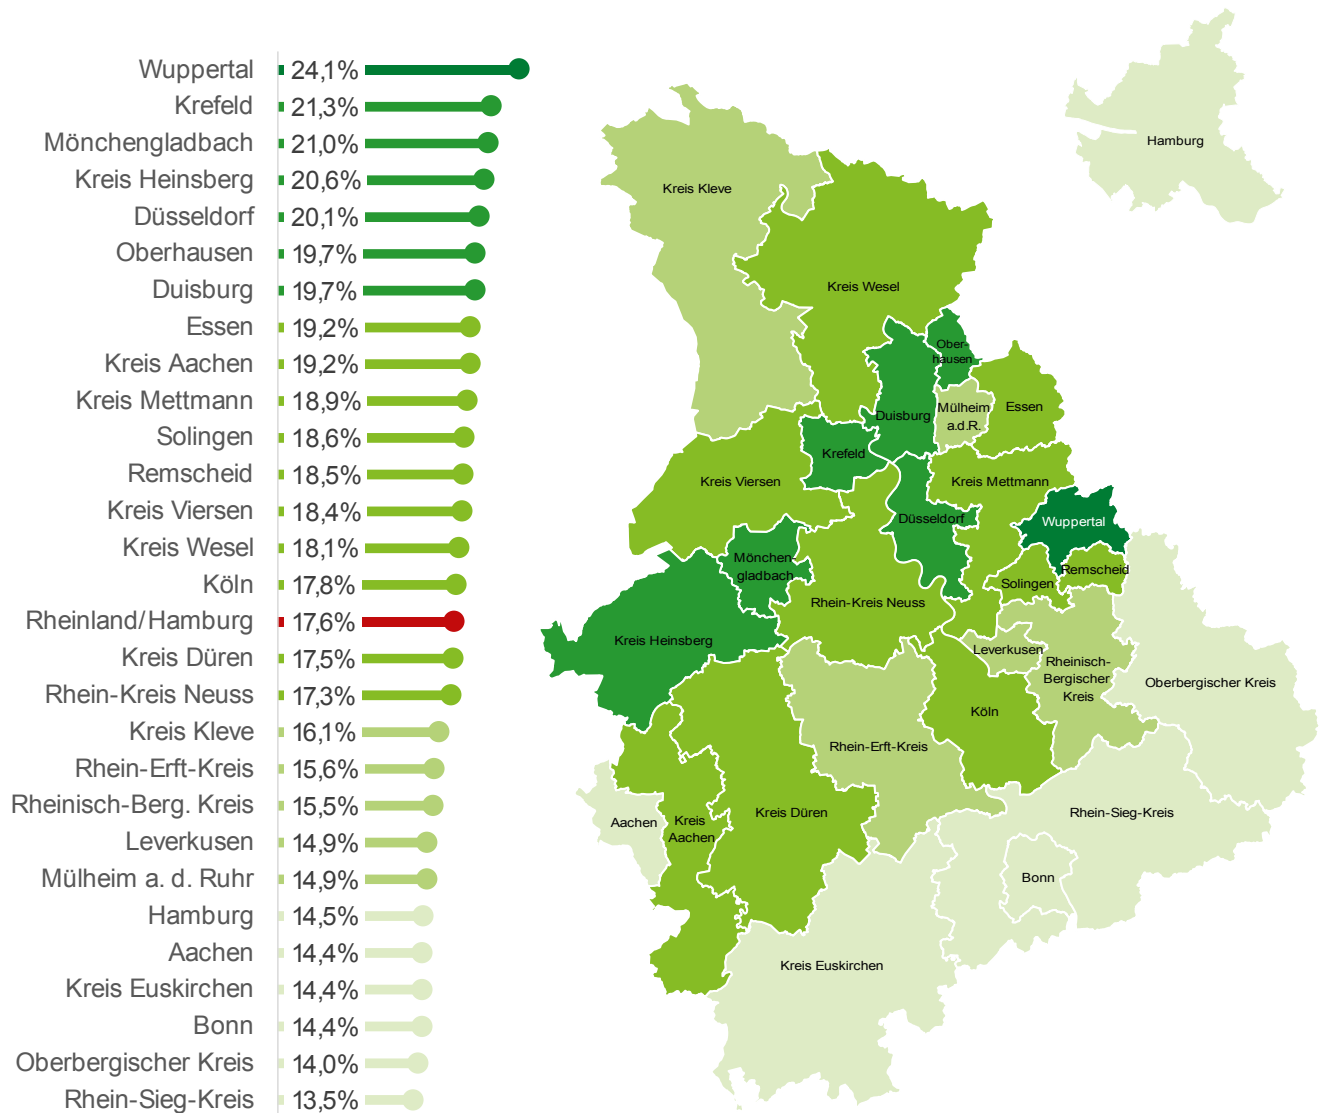 Wuppertal 24,1%
Krefeld 21,3%
Mönchengladbach 21,0%
Kreis Heinsberg 20,6%
Düsseldorf 20,1%
Oberhausen 19,7%
Duisburg 19,7%
Essen 19,2%
Kreis Aachen 19,2%
Kreis Mettmann 18,9%
Solingen 18,6%
Remscheid 18,5%
Kreis Viersen 18,4%
Kreis Wesel 18,1%
Köln 17,8%
Rheinland/Hamburg 17,6%
Kreis Düren 17,5%
Rhein-Kreis Neuss 17,3%
Kreis Kleve 16,1%
Rhein-Erft-Kreis 15,6%
Rheinisch-Berg. Kreis 15,5%
Leverkusen 14,9%
Mülheim a. d. Ruhr 14,9%
Hamburg 14,5%
Aachen 14,4%
Kreis Euskirchen 14,4%
Bonn 14,4%
Oberbergischer Kreis 14,0%
Rhein-Sieg-Kreis 13,5%
Hamburg
Kreis Kleve
Kreis Wesel
Ober-
hausen
Duisburg
Mülheim
a.d.R.
Essen
Krefeld
Kreis Viersen
Kreis Mettmann
Düsseldorf
Wuppertal
Mönchen-
gladbach
Remscheid
Solingen
Rhein-Kreis Neuss
Kreis Heinsberg
Leverkusen
Rheinisch-
Bergischer
Kreis
Oberbergischer Kreis
Köln
Rhein-Erft-Kreis
Rhein-Sieg-Kreis
Aachen
Kreis
Aachen
Kreis Düren
Bonn
Kreis Euskirchen